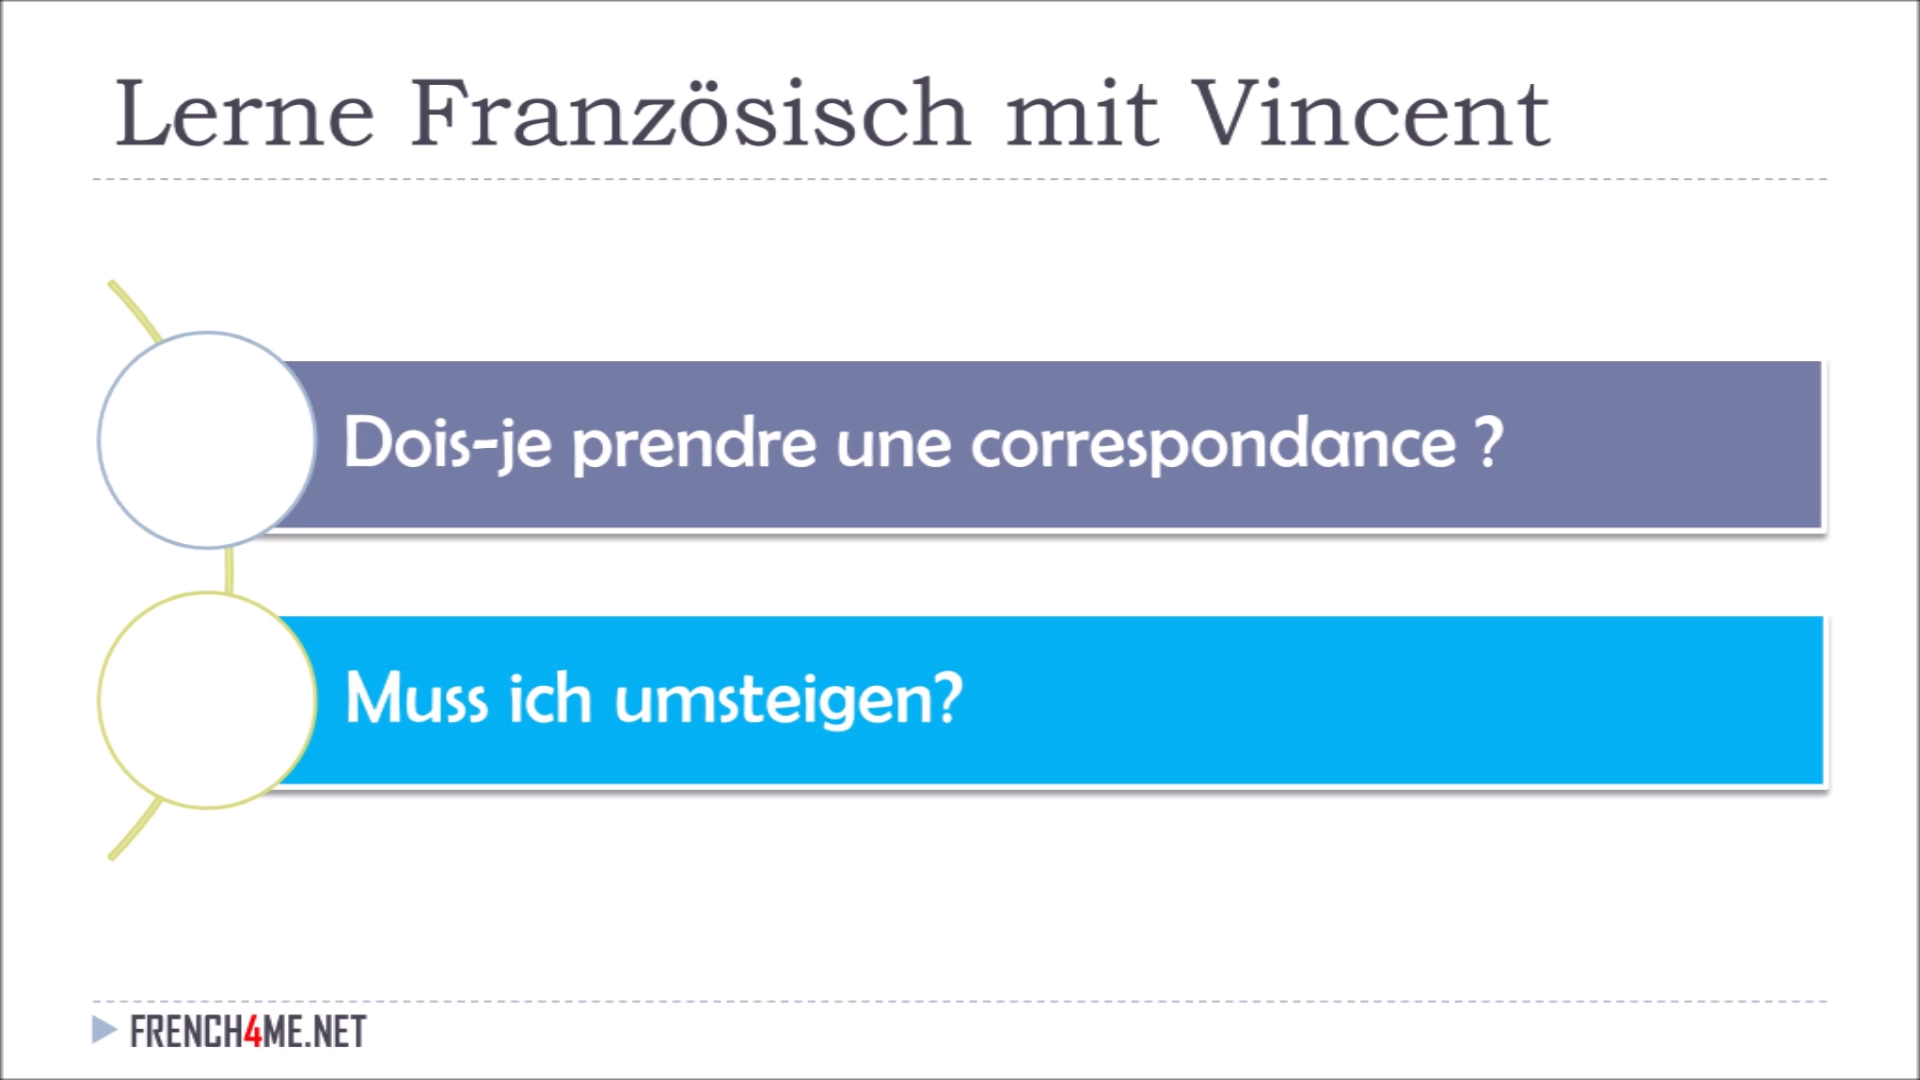 Lerne Französisch mit Vincent
Dois-je prendre une correspondance ?
Muss ich umsteigen?
FRENCH4ME.NET